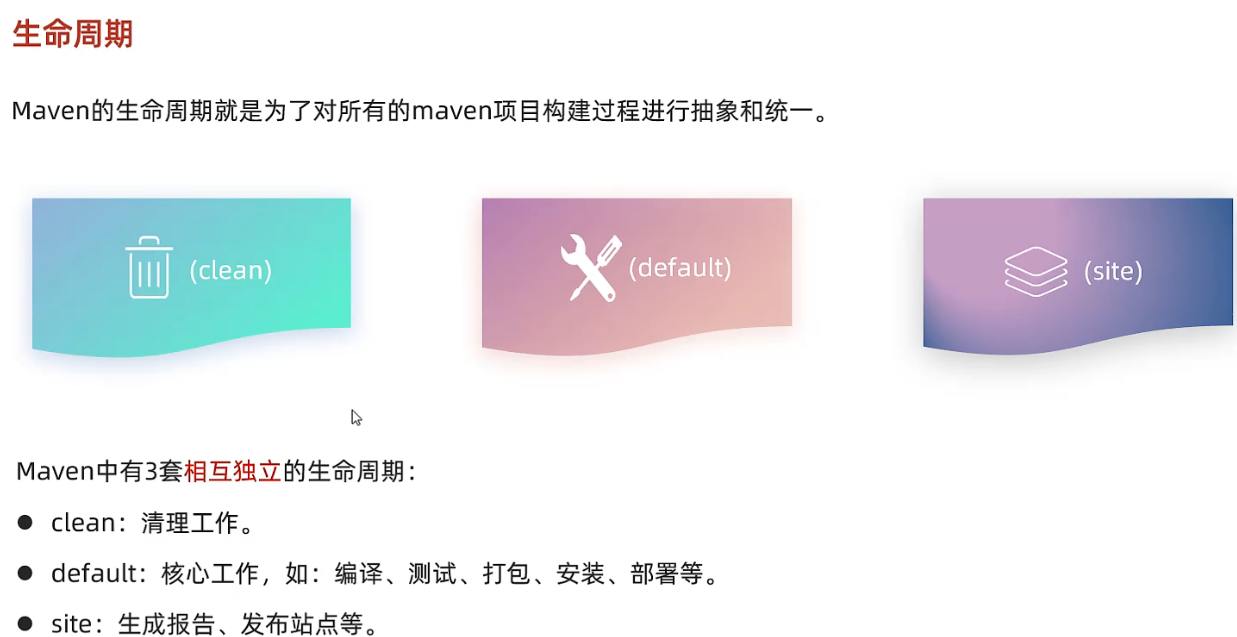 生命周期
Maven的生命周期就是为了对所有的maven项目构建过程进行抽象和统一。
(clean)
(default)
(site)
Maven中有3套相互独立的生命周期：
● clean：清理工作。
● default：核心工作，如：编译、测试、打包、安装、部署等。
● site：生成报告、发布站点等。